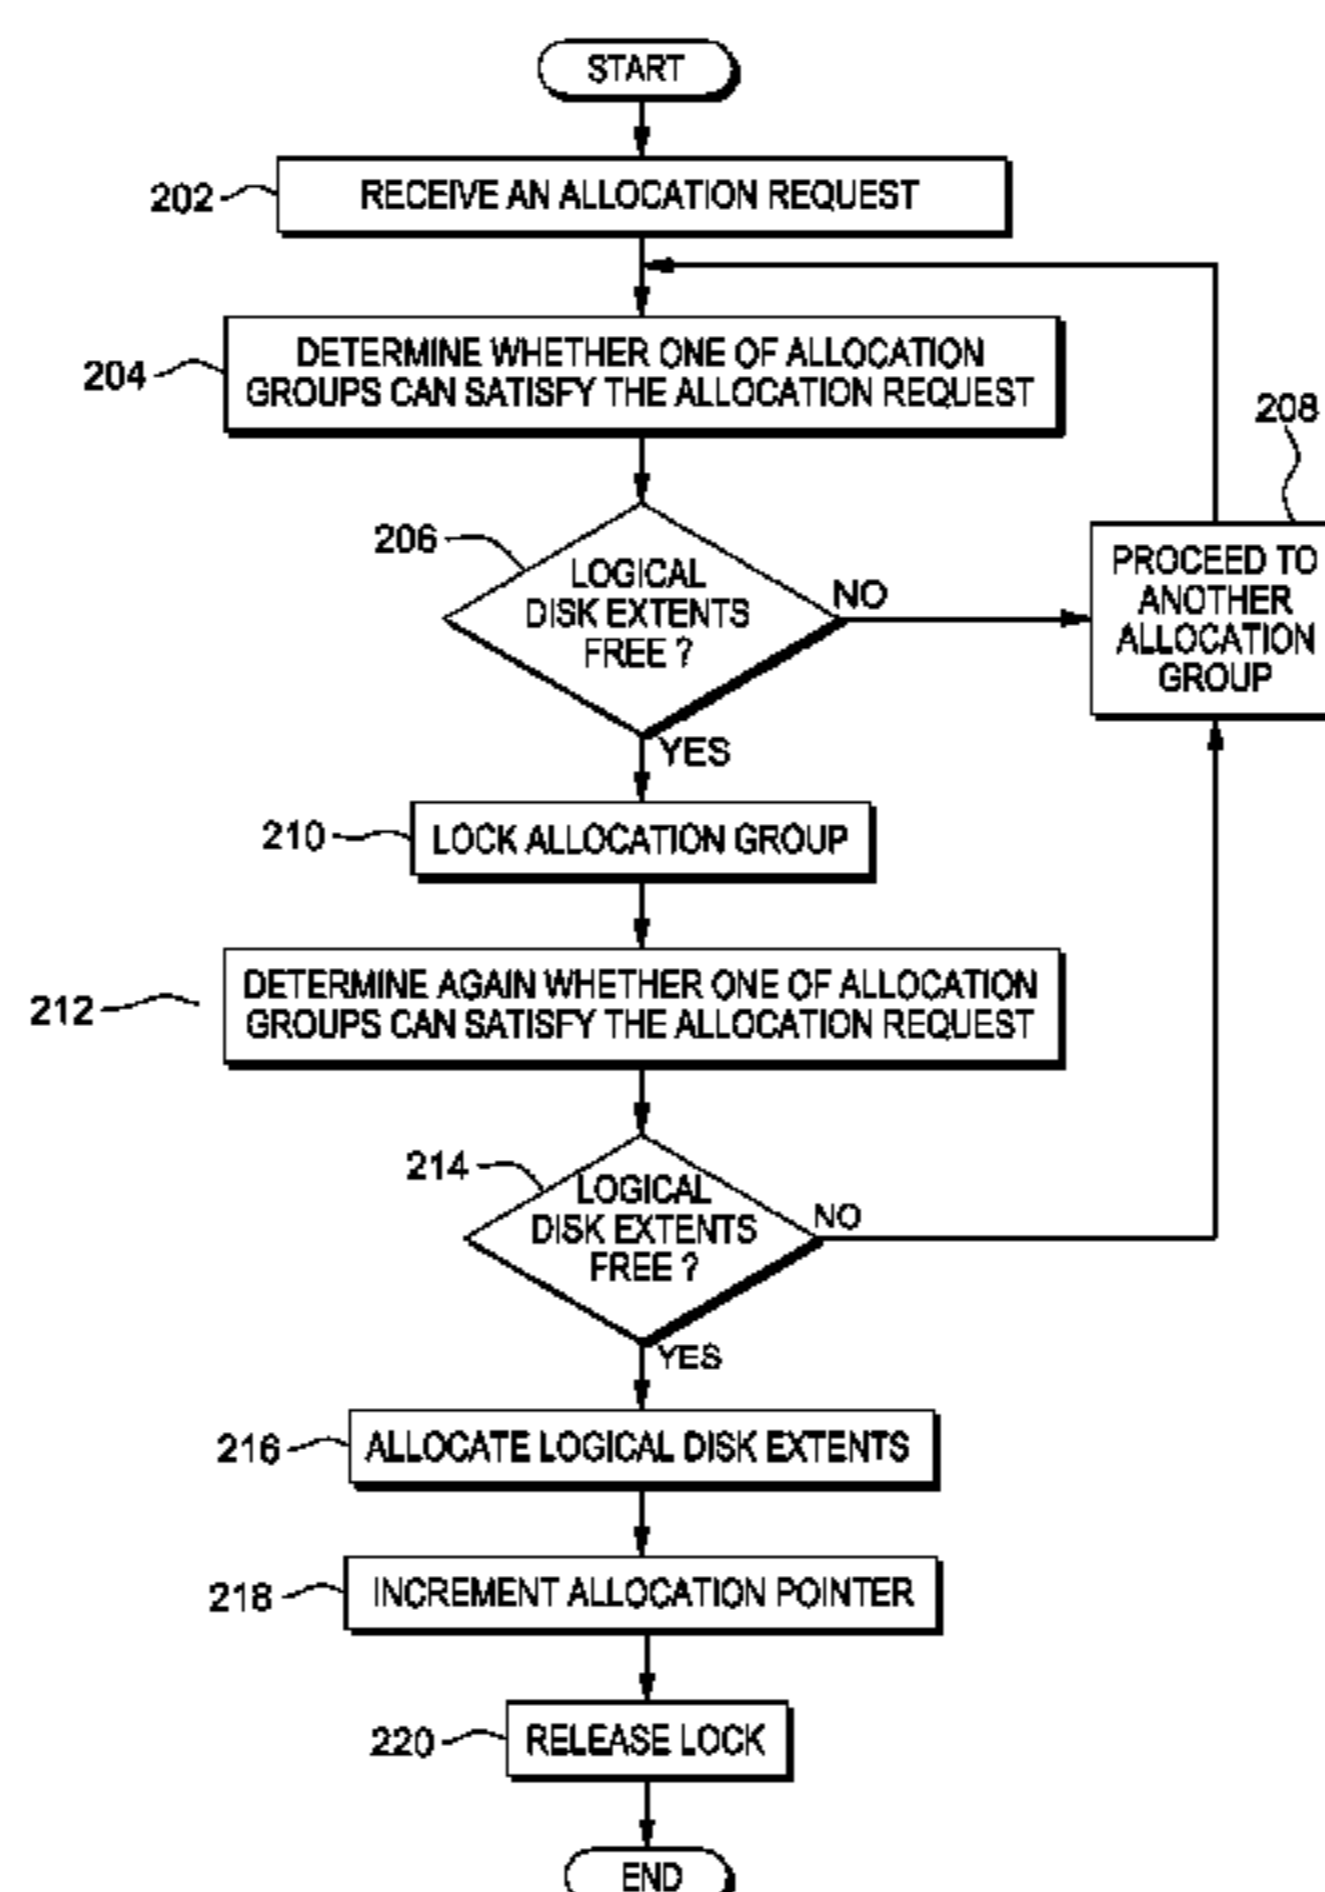 START
202
RECEIVE AN ALLOCATION REQUEST
204
DETERMINE WHETHER ONE OF ALLOCATION
GROUPS CAN SATISFY THE ALLOCATION REQUEST
208
206
LOGICAL
DISK EXTENTS
FREE ?
NO
PROCEED TO
ANOTHER
ALLOCATION
GROUP
YES
210
LOCK ALLOCATION GROUP
212
DETERMINE AGAIN WHETHER ONE OF ALLOCATION
GROUPS CAN SATISFY THE ALLOCATION REQUEST
214
LOGICAL
DISK EXTENTS
FREE ?
NO
YES
216
ALLOCATE LOGICAL DISK EXTENTS
218
INCREMENT ALLOCATION POINTER
220
RELEASE LOCK
END